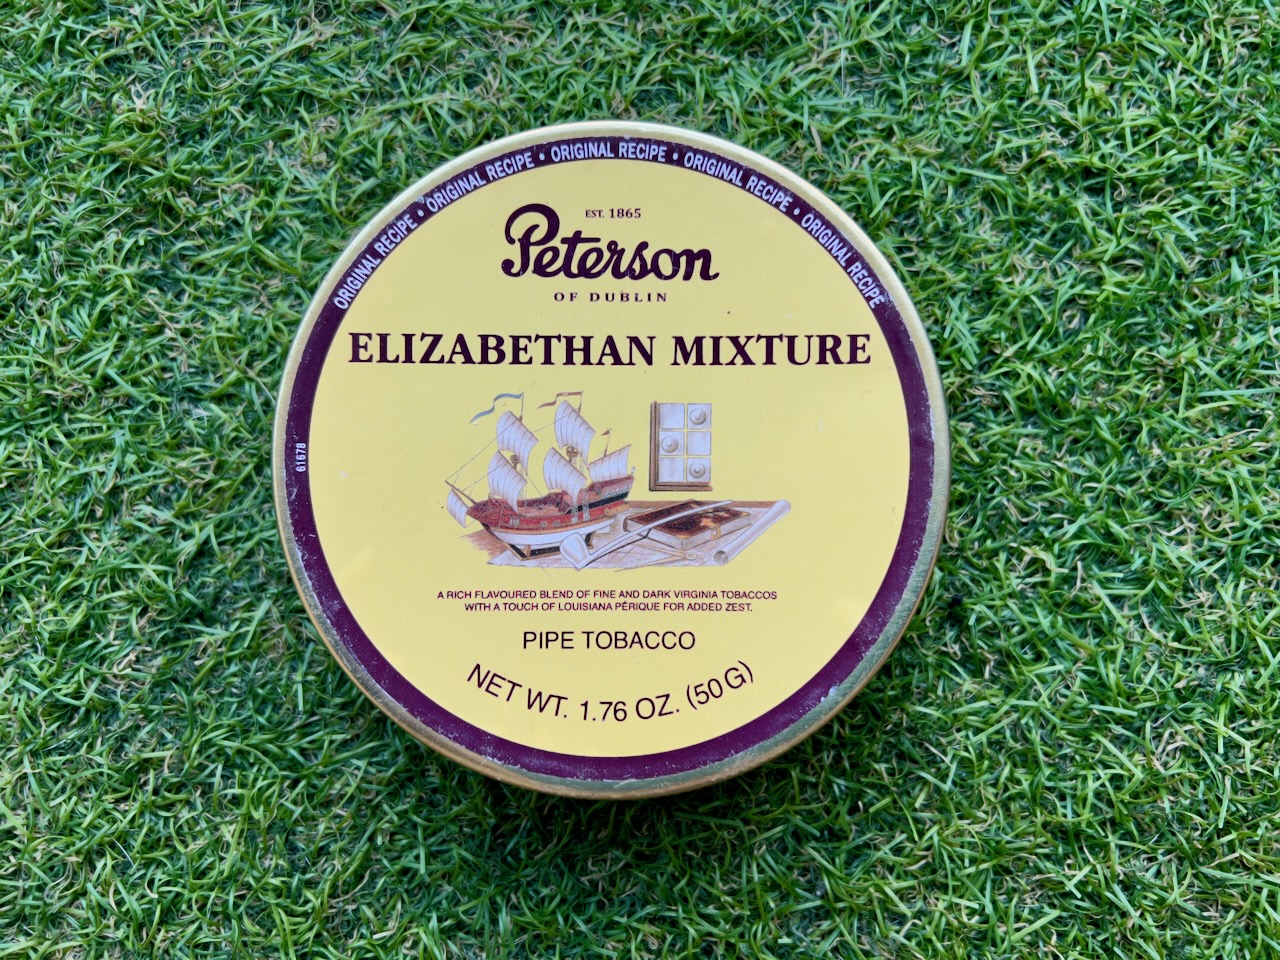 ORIGINAL RECIPE • ORIGINAL RECIPE • ORIGINAL RECIPE • ORIGINAL RECIPE • ORIGINAL RECIPE
EST. 1865
Peterson
OF DUBLIN
ELIZABETHAN MIXTURE
61678
A RICH FLAVOURED BLEND OF FINE AND DARK VIRGINIA TOBACCOS
WITH A TOUCH OF LOUISIANA PÉRIQUE FOR ADDED ZEST.
PIPE TOBACCO
NET WT. 1.76 OZ. (50 G)